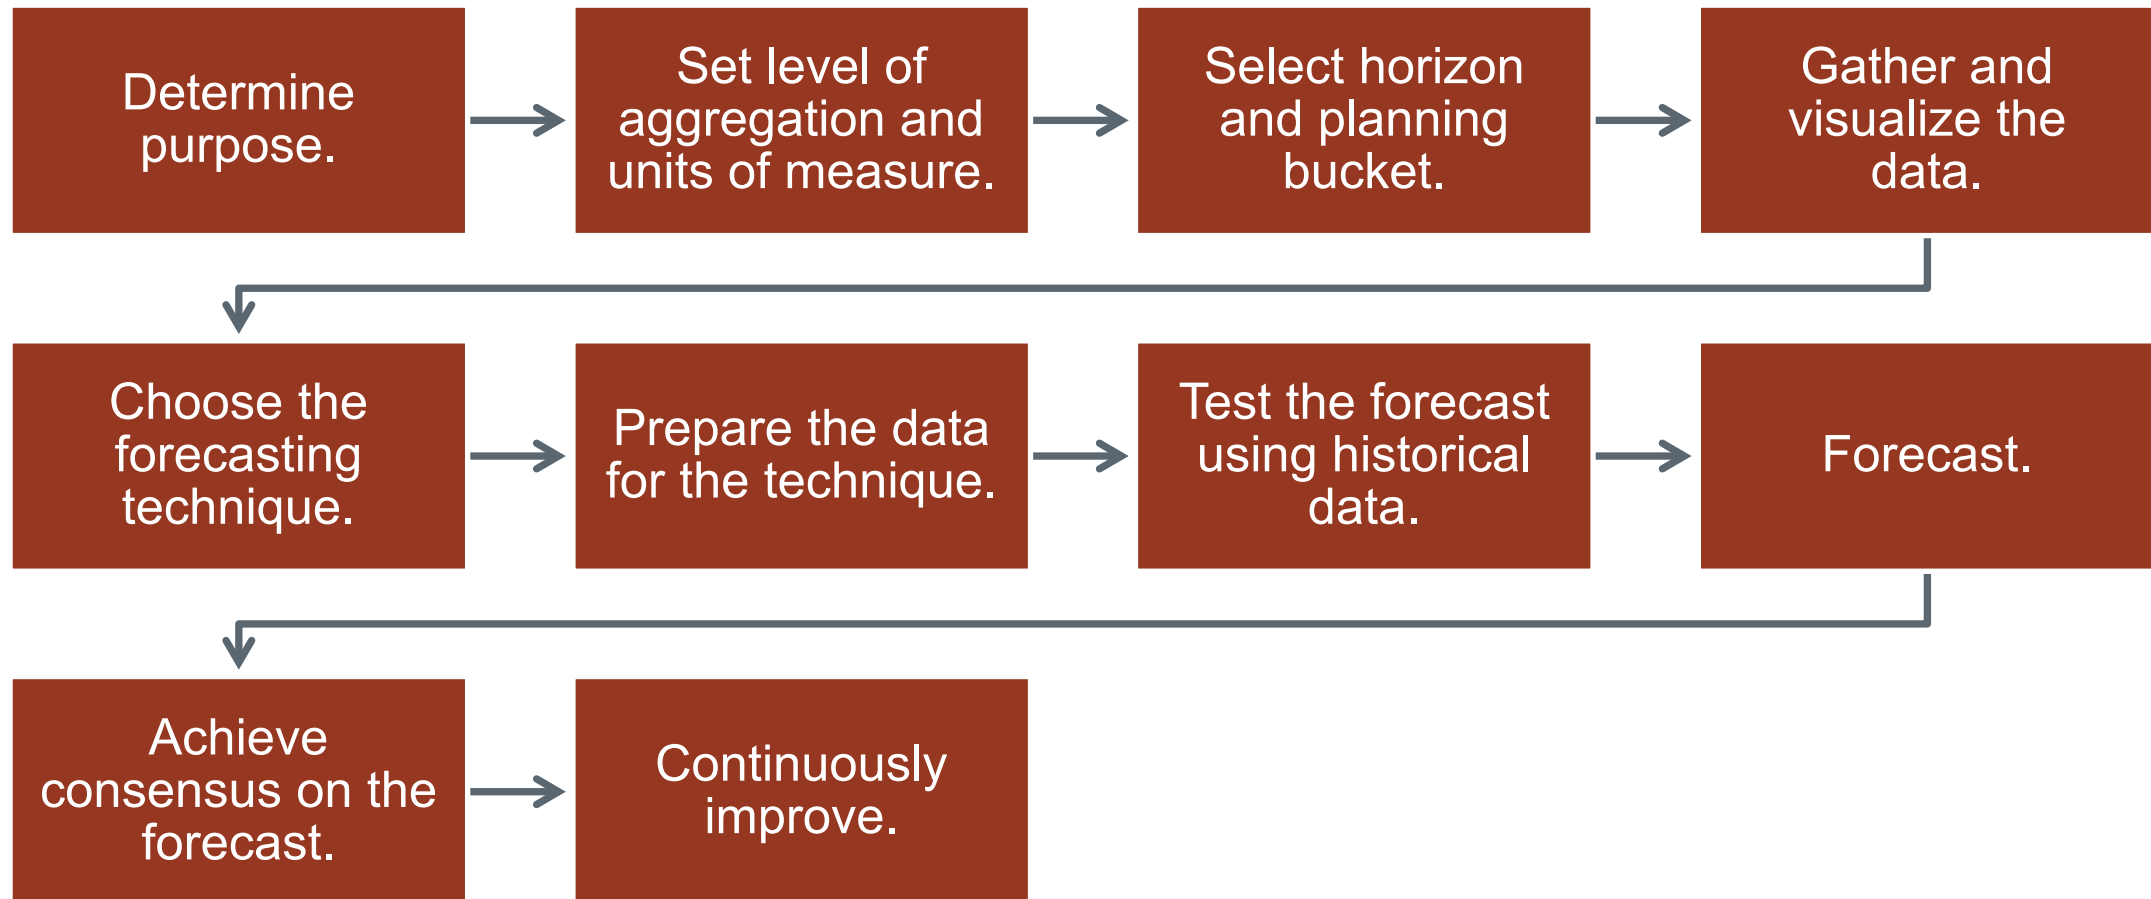 Determine
purpose.
Set level of
aggregation and
units of measure.
Select horizon
and planning
bucket.
Gather and
visualize the
data.
Choose the
forecasting
technique.
Prepare the data
for the technique.
Test the forecast
using historical
data.
Forecast.
Achieve
consensus on the
forecast.
Continuously
improve.